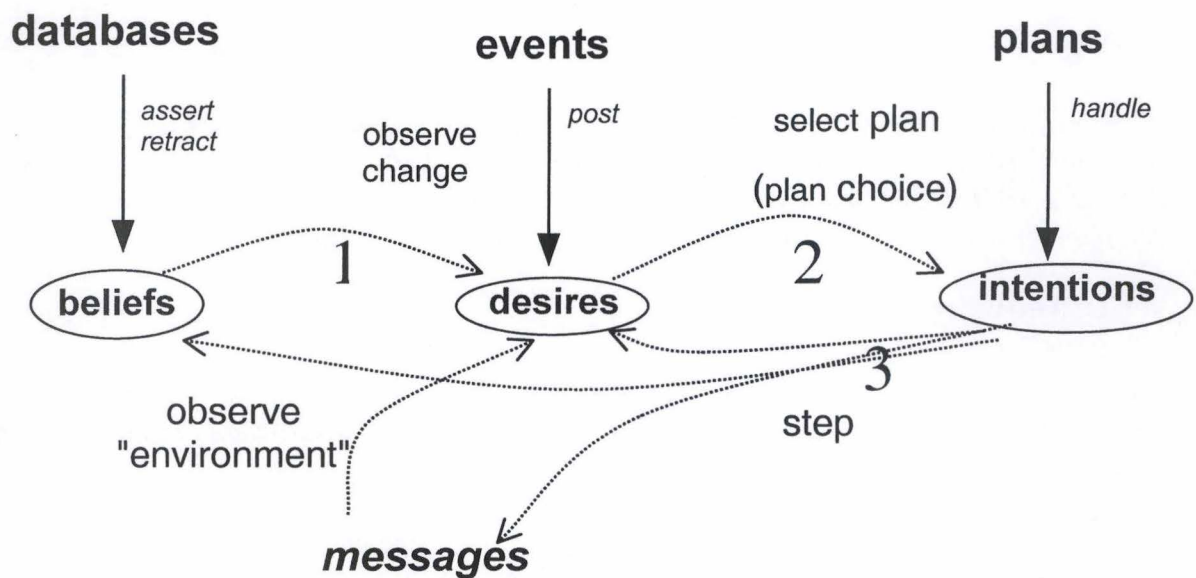 databases
events
plans
assert
retract
observe
change
post
select plan
(plan choice)
handle
1
2
beliefs
desires
intentions
3
observe
"environment"
step
messages